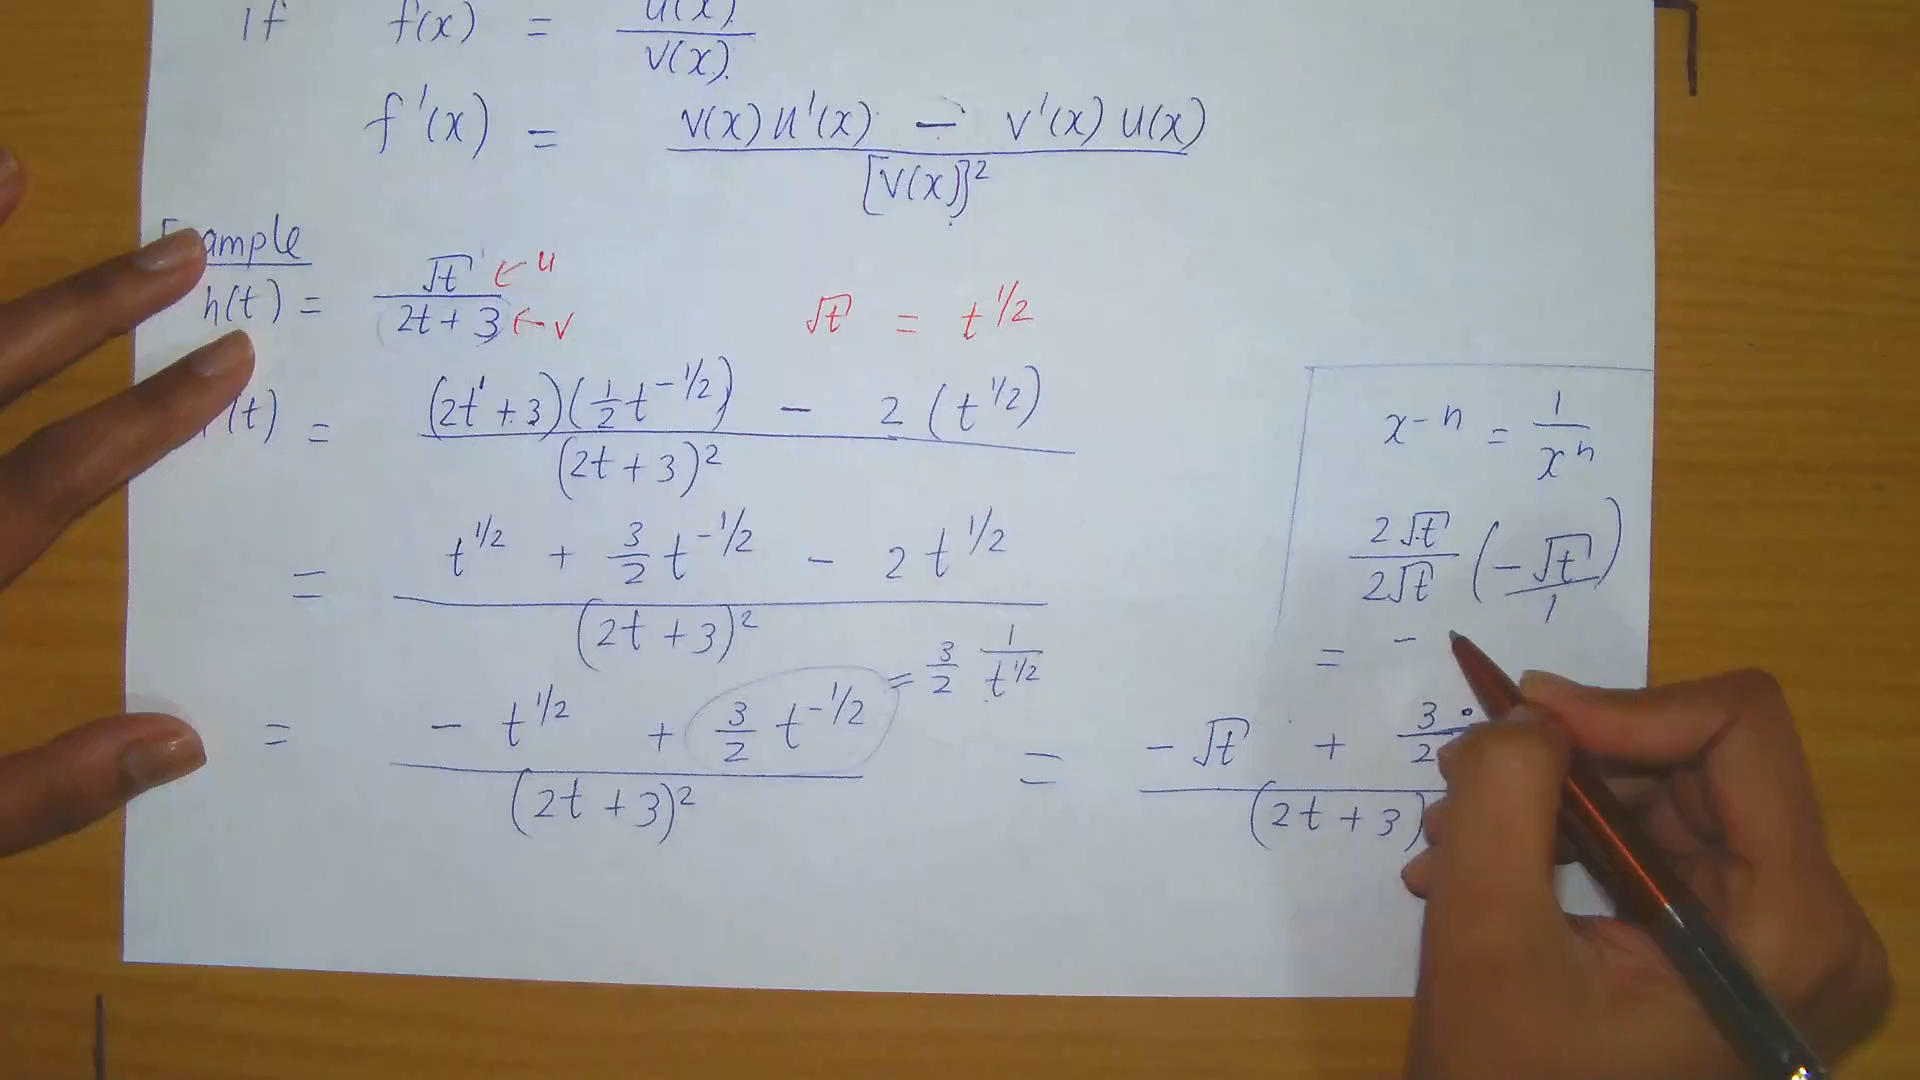 If f(x) = u(x) / v(x)
f'(x) = v(x) u'(x) - v'(x) u(x) / [v(x)]²
ample
h(t) = √t / 2t + 3
← u
← v
√t = t^1/2
'(t) = (2t + 3)(1/2 t^-1/2) - 2 (t^1/2) / (2t + 3)²
= t^1/2 + 3/2 t^-1/2 - 2 t^1/2 / (2t + 3)²
= - t^1/2 + 3/2 t^-1/2 / (2t + 3)²
= 3/2 1/t^1/2
x^-n = 1/x^n
2√t / 2√t (-√t / 1)
= -
= -√t + 3/2 · / (2t + 3)